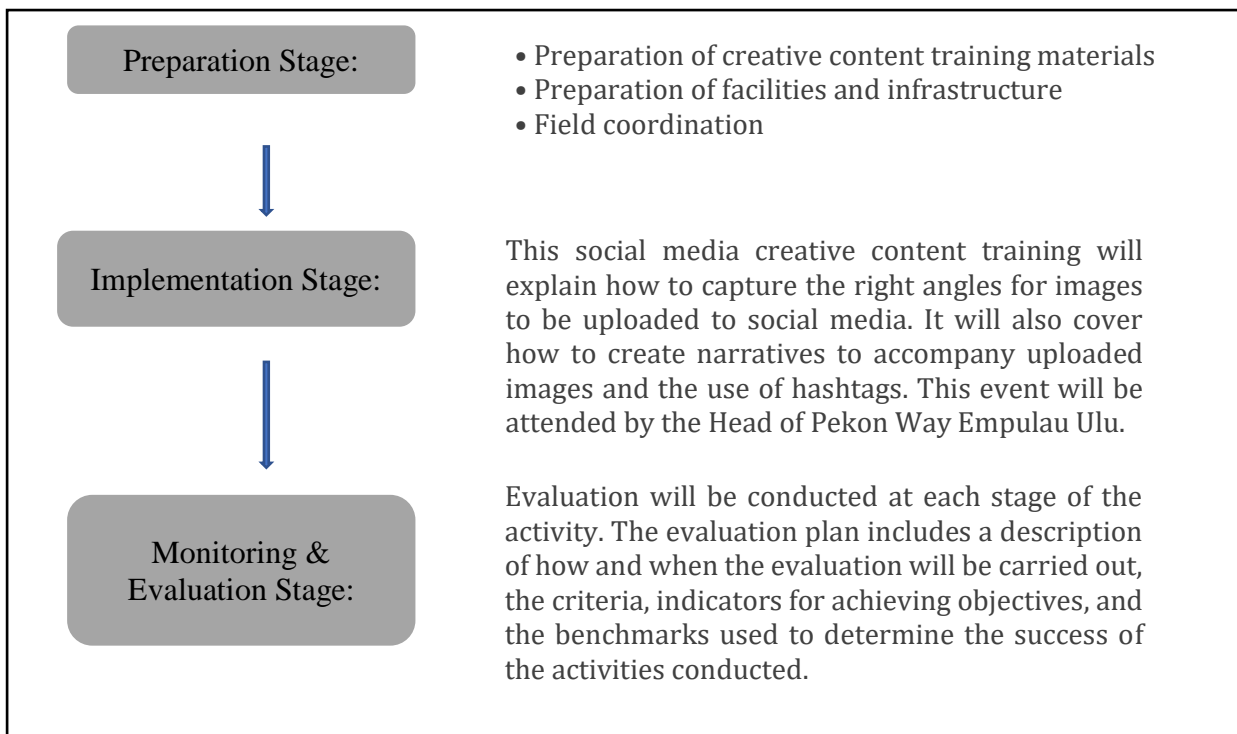 Preparation Stage:
• Preparation of creative content training materials
• Preparation of facilities and infrastructure
• Field coordination
Implementation Stage:
This social media creative content training will
explain how to capture the right angles for images
to be uploaded to social media. It will also cover
how to create narratives to accompany uploaded
images and the use of hashtags. This event will be
attended by the Head of Pekon Way Empulau Ulu.
Monitoring &
Evaluation Stage:
Evaluation will be conducted at each stage of the
activity. The evaluation plan includes a description
of how and when the evaluation will be carried out,
the criteria, indicators for achieving objectives, and
the benchmarks used to determine the success of
the activities conducted.